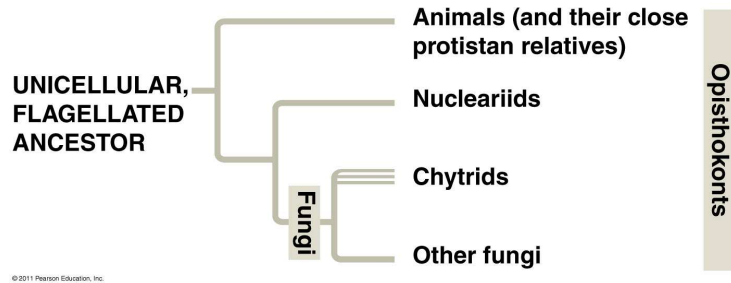 Animals (and their close
protistan relatives)
UNICELLULAR,
FLAGELLATED
ANCESTOR
Nucleariids
Chytrids
Fungi
Other fungi
Opisthokonts
© 2011 Pearson Education, Inc.